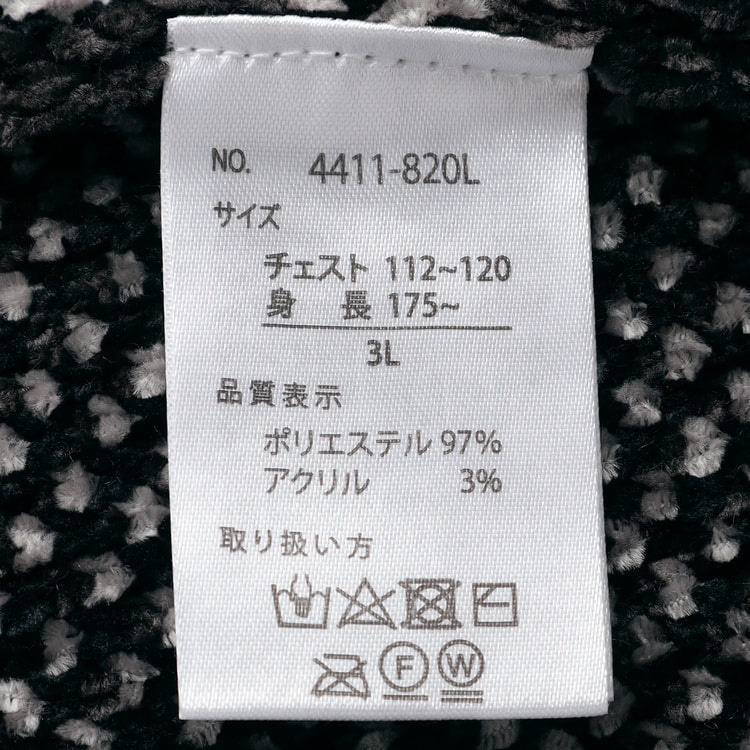 NO. 4411-820L
サイズ
チェスト 112~120
身 長 175~
3L
品質表示
ポリエステル 97%
アクリル 3%
取り扱い方
F W